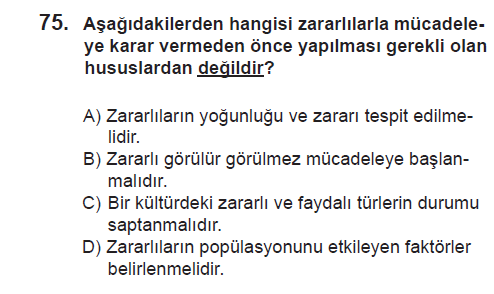 75. Aşağıdakilerden hangisi zararlılarla mücadele-
ye karar vermeden önce yapılması gerekli olan
hususlardan değildir?
A) Zararlıların yoğunluğu ve zararı tespit edilme-
lidir.
B) Zararlı görülür görülmez mücadeleye başlan-
malıdır.
C) Bir kültürdeki zararlı ve faydalı türlerin durumu
saptanmalıdır.
D) Zararlıların popülasyonunu etkileyen faktörler
belirlenmelidir.